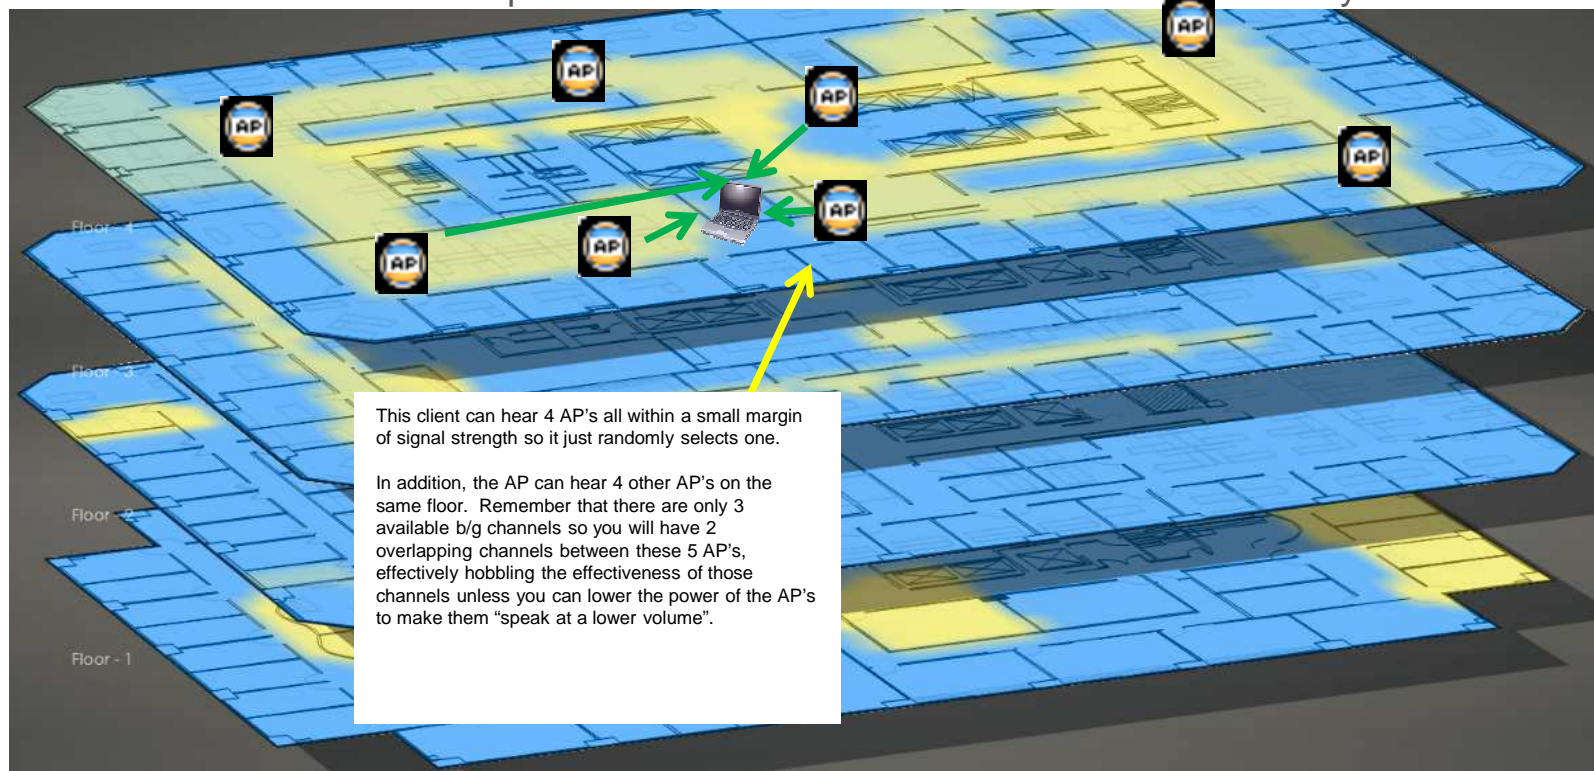 AP
AP
AP
AP
AP
AP
AP
AP
Floor - 4
Floor - 3
Floor - 2
Floor - 1
This client can hear 4 AP’s all within a small margin
of signal strength so it just randomly selects one.
In addition, the AP can hear 4 other AP’s on the
same floor. Remember that there are only 3
available b/g channels so you will have 2
overlapping channels between these 5 AP’s,
effectively hobbling the effectiveness of those
channels unless you can lower the power of the AP’s
to make them “speak at a lower volume”.